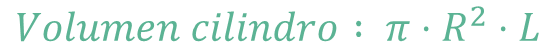 Volumen cilindro : π · R² · L